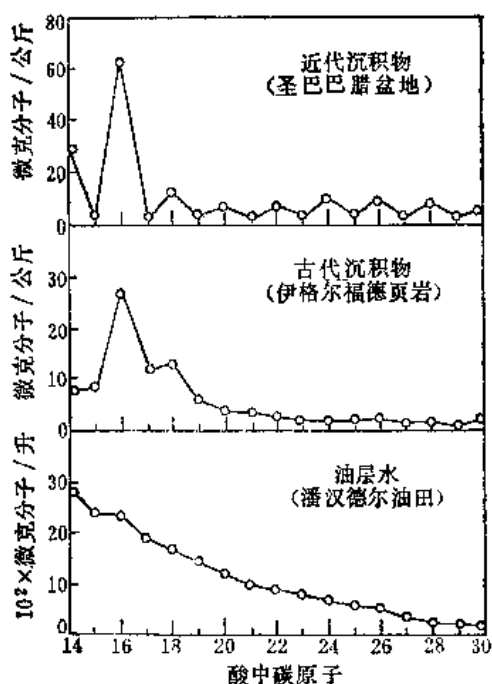 80
60
40
20
0
微克分子/公斤
近代沉积物
(圣巴巴腊盆地)
30
20
10
0
微克分子/公斤
古代沉积物
(伊格尔福德页岩)
30
20
10
0
10²×微克分子/升
油层水
(潘汉德尔油田)
14 16 18 20 22 24 26 28 30
酸中碳原子